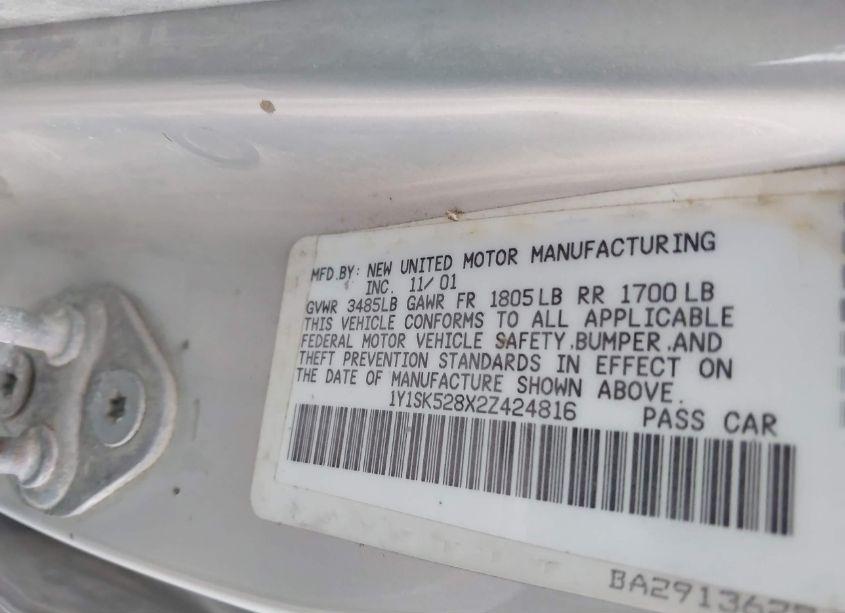 MFD.BY: NEW UNITED MOTOR MANUFACTURING
INC. 11/01
GVWR 3485LB GAWR FR 1805LB RR 1700LB
THIS VEHICLE CONFORMS TO ALL APPLICABLE
FEDERAL MOTOR VEHICLE SAFETY.BUMPER.AND
THEFT PREVENTION STANDARDS IN EFFECT ON
THE DATE OF MANUFACTURE SHOWN ABOVE.
1Y1SK528X2Z424816 PASS CAR